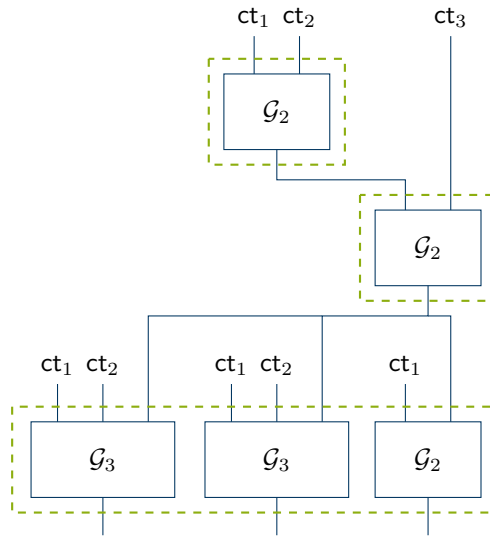 ct₁ ct₂ ct₃
𝒢₂
𝒢₂
ct₁ ct₂ ct₁ ct₂ ct₁
𝒢₃ 𝒢₃ 𝒢₂